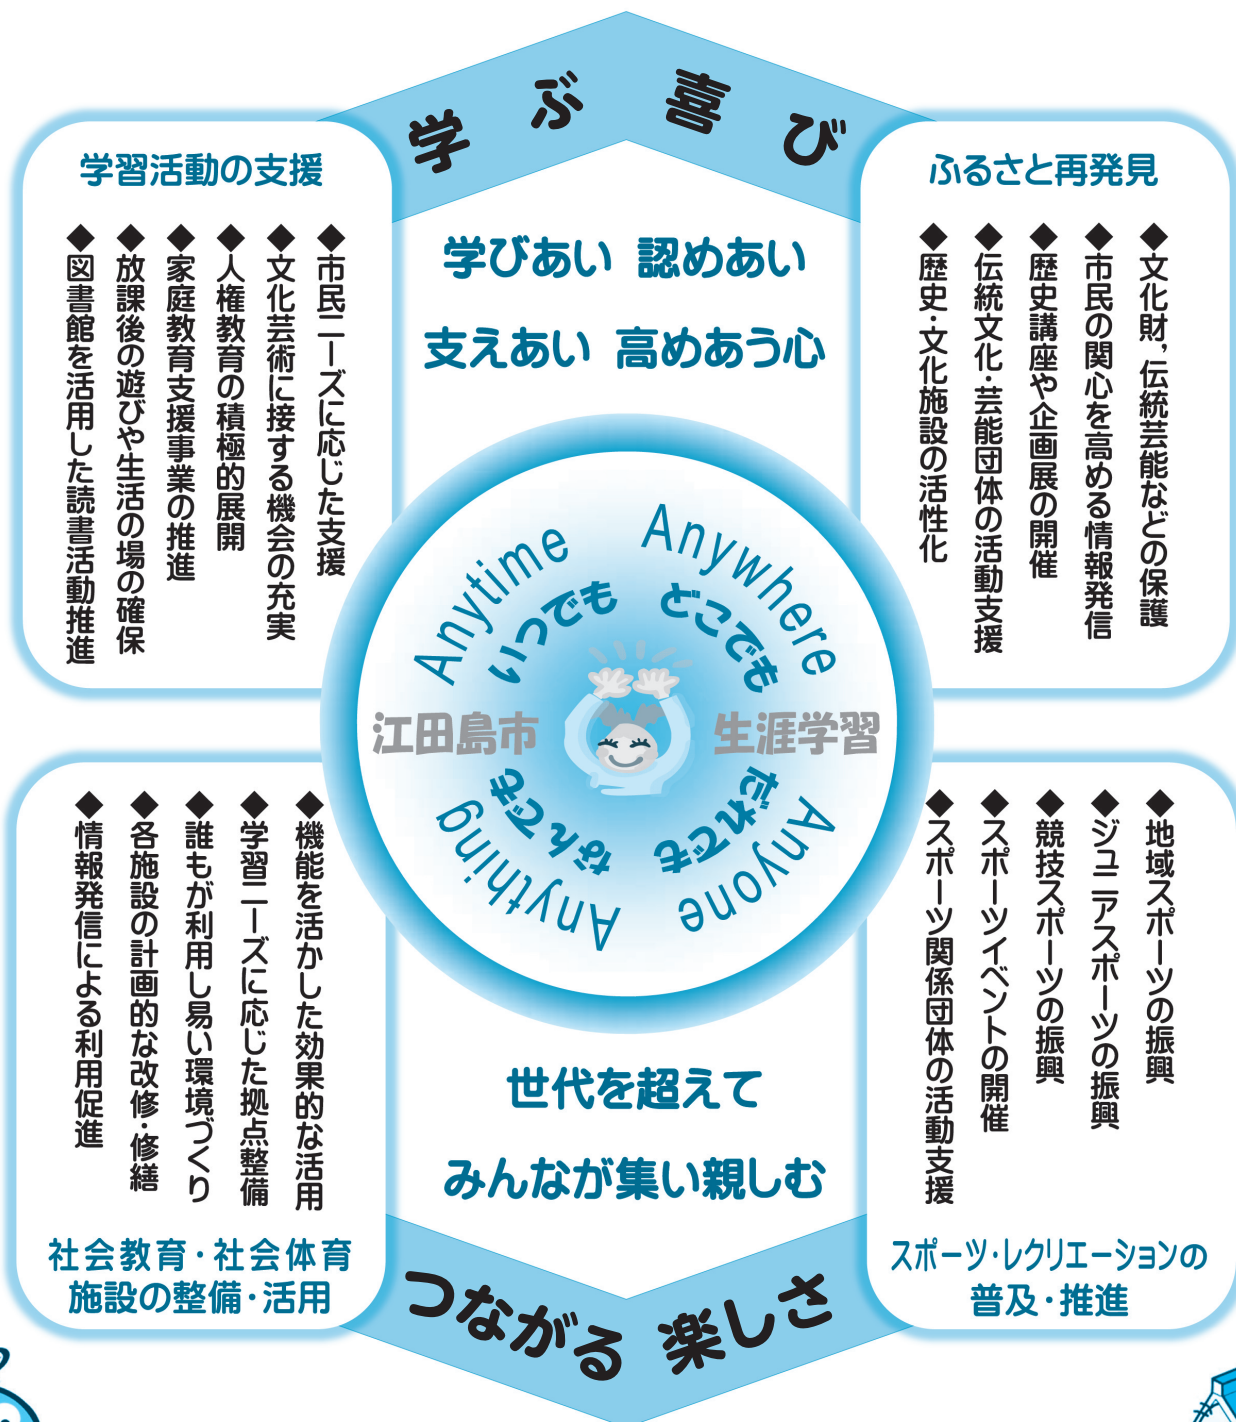 学ぶ喜び
学習活動の支援
◆市民ニーズに応じた支援
◆文化芸術に接する機会の充実
◆人権教育の積極的展開
◆家庭教育支援事業の推進
◆放課後の遊びや生活の場の確保
◆図書館を活用した読書活動推進
学びあい 認めあい
支えあい 高めあう心
ふるさと再発見
◆文化財,伝統芸能などの保護
◆市民の関心を高める情報発信
◆歴史講座や企画展の開催
◆伝統文化・芸能団体の活動支援
◆歴史・文化施設の活性化
Anytime
いつでも
Anywhere
どこでも
江田島市
生涯学習
Anything
なんでも
Anyone
だれでも
◆機能を活かした効果的な活用
◆学習ニーズに応じた拠点整備
◆誰もが利用し易い環境づくり
◆各施設の計画的な改修・修繕
◆情報発信による利用促進
社会教育・社会体育
施設の整備・活用
世代を超えて
みんなが集い親しむ
◆地域スポーツの振興
◆ジュニアスポーツの振興
◆競技スポーツの振興
◆スポーツイベントの開催
◆スポーツ関係団体の活動支援
スポーツ・レクリエーションの
普及・推進
つながる 楽しさ